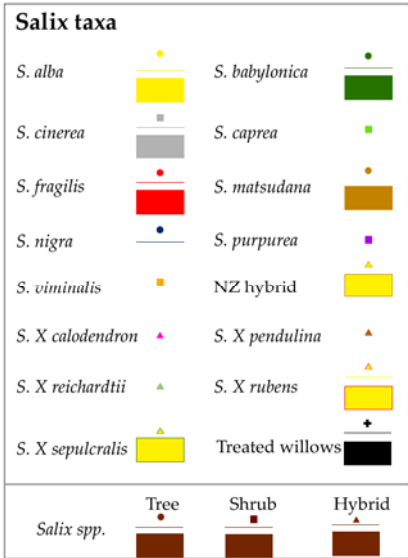 Salix taxa
S. alba S. babylonica
S. cinerea S. caprea
S. fragilis S. matsudana
S. nigra S. purpurea
S. viminalis NZ hybrid
S. X calodendron S. X pendulina
S. X reichardtii S. X rubens
S. X sepulcralis Treated willows
Tree Shrub Hybrid
Salix spp.